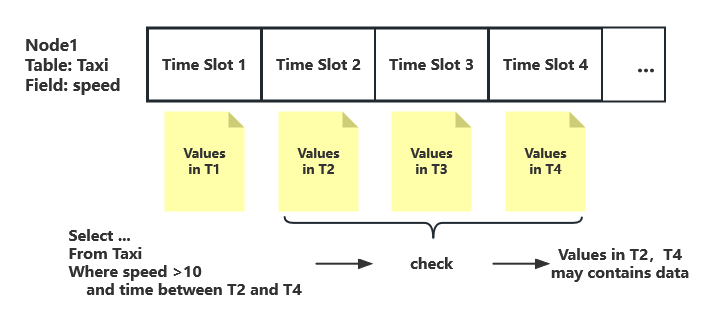 Node1
Table: Taxi
Field: speed
Time Slot 1
Time Slot 2
Time Slot 3
Time Slot 4
...
Values
in T1
Values
in T2
Values
in T3
Values
in T4
Select ...
From Taxi
Where speed >10
and time between T2 and T4
check
Values in T2，T4
may contains data